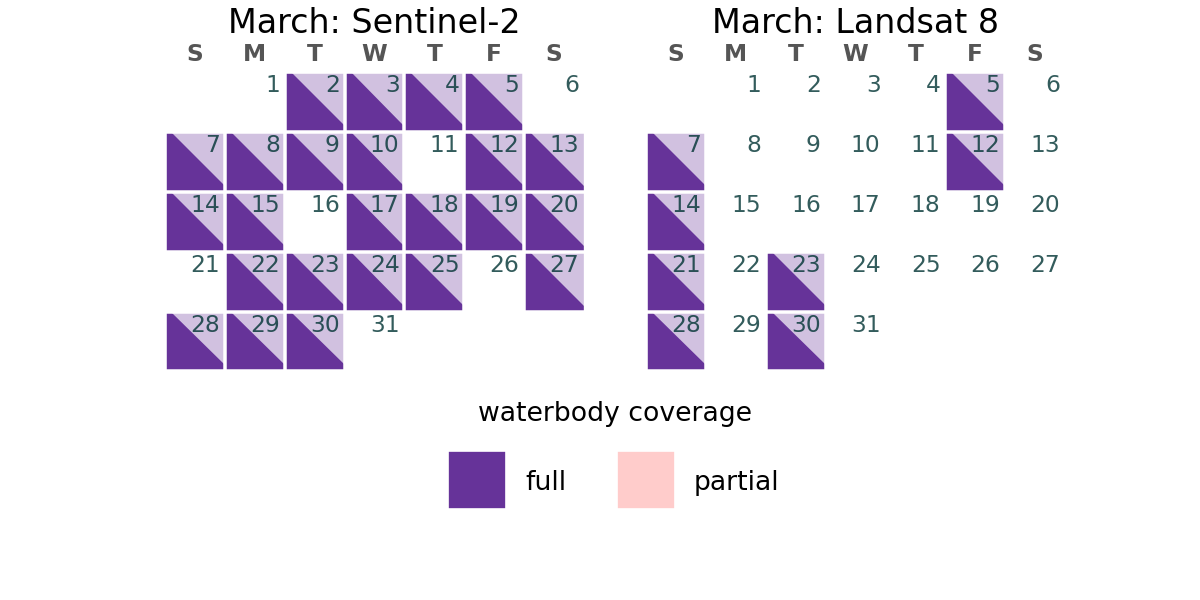 March: Sentinel-2
S M T W T F S
1 2 3 4 5 6
7 8 9 10 11 12 13
14 15 16 17 18 19 20
21 22 23 24 25 26 27
28 29 30 31
March: Landsat 8
S M T W T F S
1 2 3 4 5 6
7 8 9 10 11 12 13
14 15 16 17 18 19 20
21 22 23 24 25 26 27
28 29 30 31
waterbody coverage
full partial